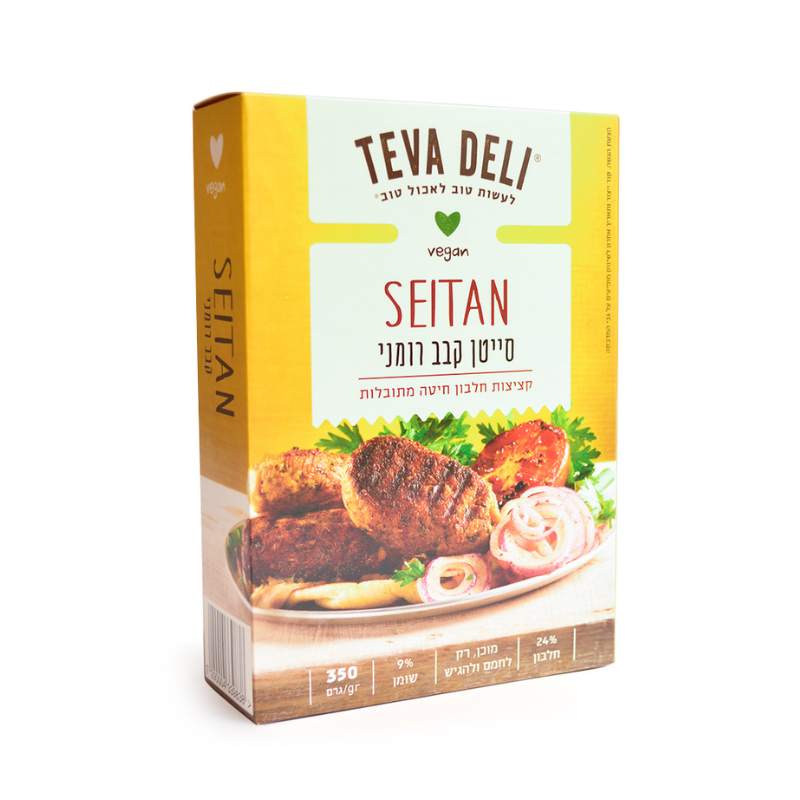 TEVA DELI®
לעשות טוב לאכול טוב®
vegan
SEITAN
סייטן קבב רומני
קציצות חלבון חיטה מתובלות
24%
חלבון
מוכן, רק
לחמם ולהגיש
9%
שומן
350
גרם/gr
vegan
SEITAN
קבב רומני